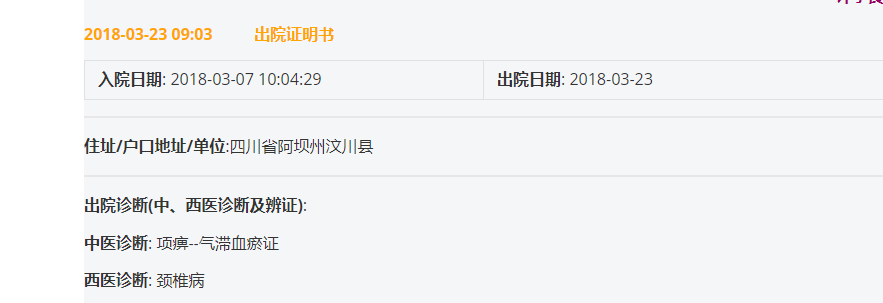 2018-03-23 09:03 出院证明书
入院日期: 2018-03-07 10:04:29 出院日期: 2018-03-23
住址/户口地址/单位:四川省阿坝州汶川县
出院诊断(中、西医诊断及辨证):
中医诊断: 项痹--气滞血瘀证
西医诊断: 颈椎病